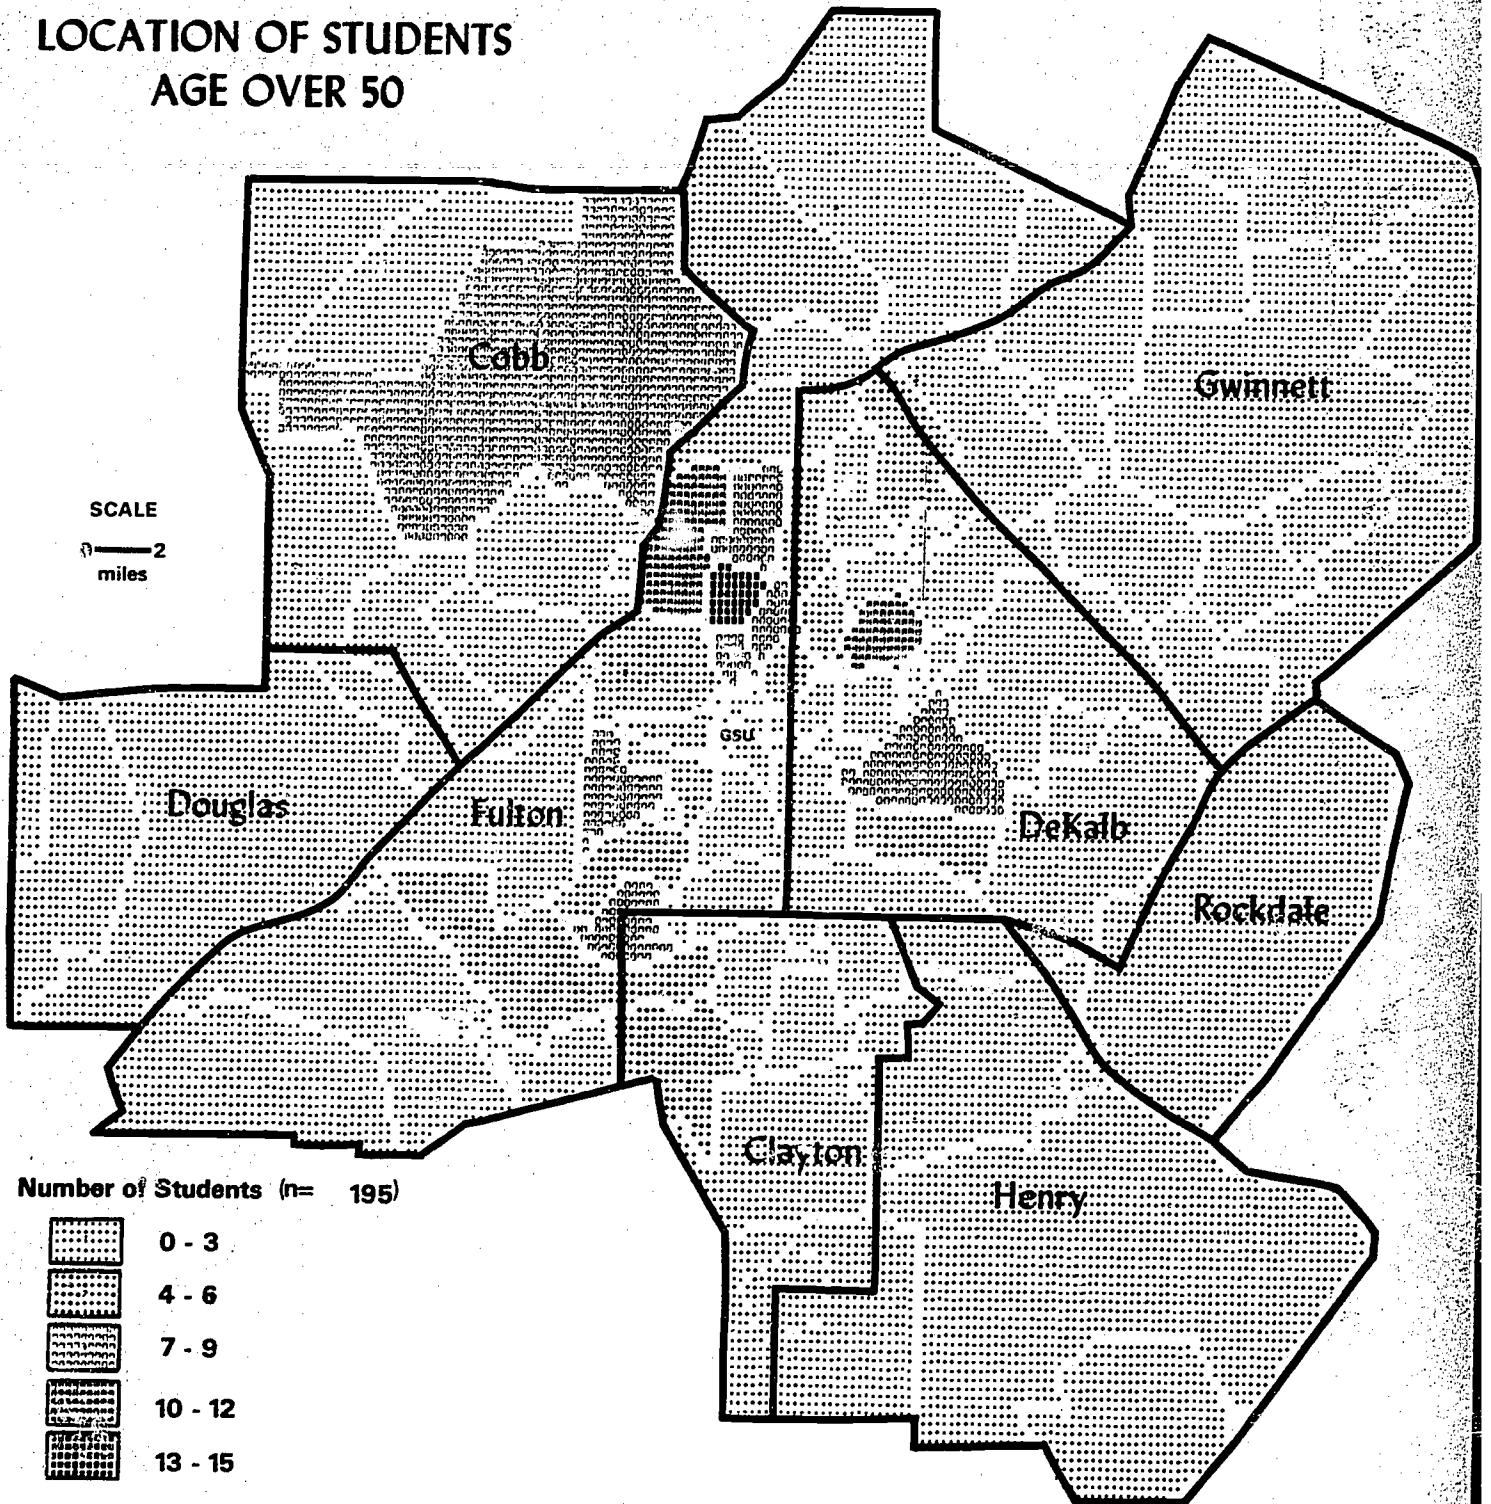 LOCATION OF STUDENTS
AGE OVER 50
Cobb
Gwinnett
SCALE
0 2
miles
GSU
Douglas
Fulton
DeKalb
Rockdale
Clayton
Henry
Number of Students (n= 195)
0 - 3
4 - 6
7 - 9
10 - 12
13 - 15